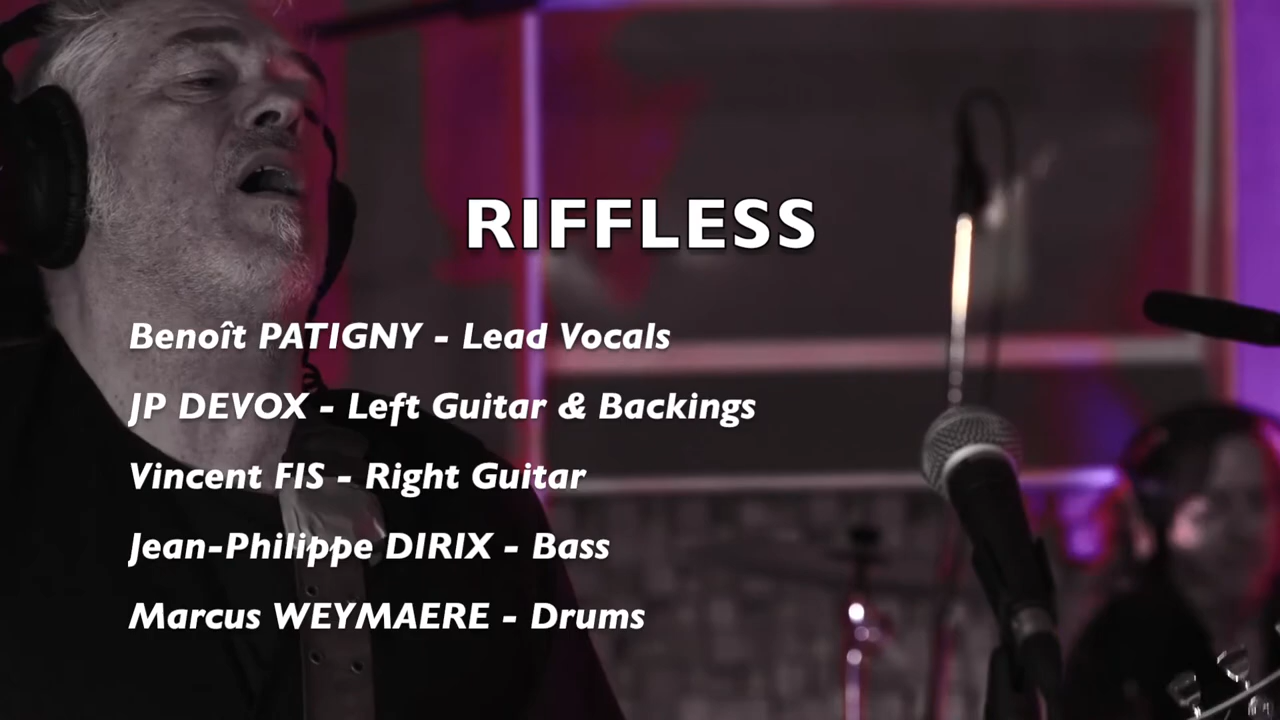 RIFFLESS
Benoît PATIGNY - Lead Vocals
JP DEVOX - Left Guitar & Backings
Vincent FIS - Right Guitar
Jean-Philippe DIRIX - Bass
Marcus WEYMAERE - Drums